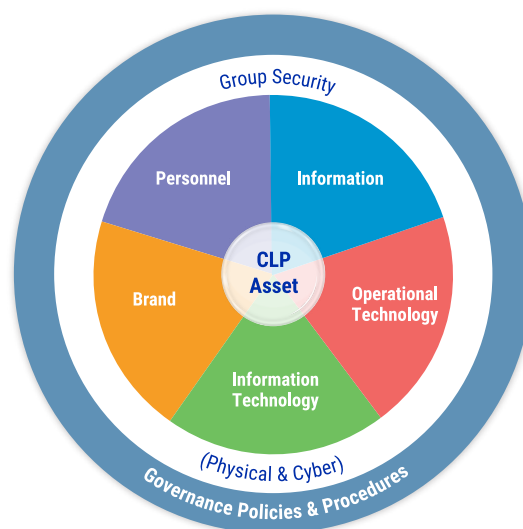 Group Security
Personnel
Information
CLP
Asset
Brand
Operational
Technology
Information
Technology
(Physical & Cyber)
Governance Policies & Procedures